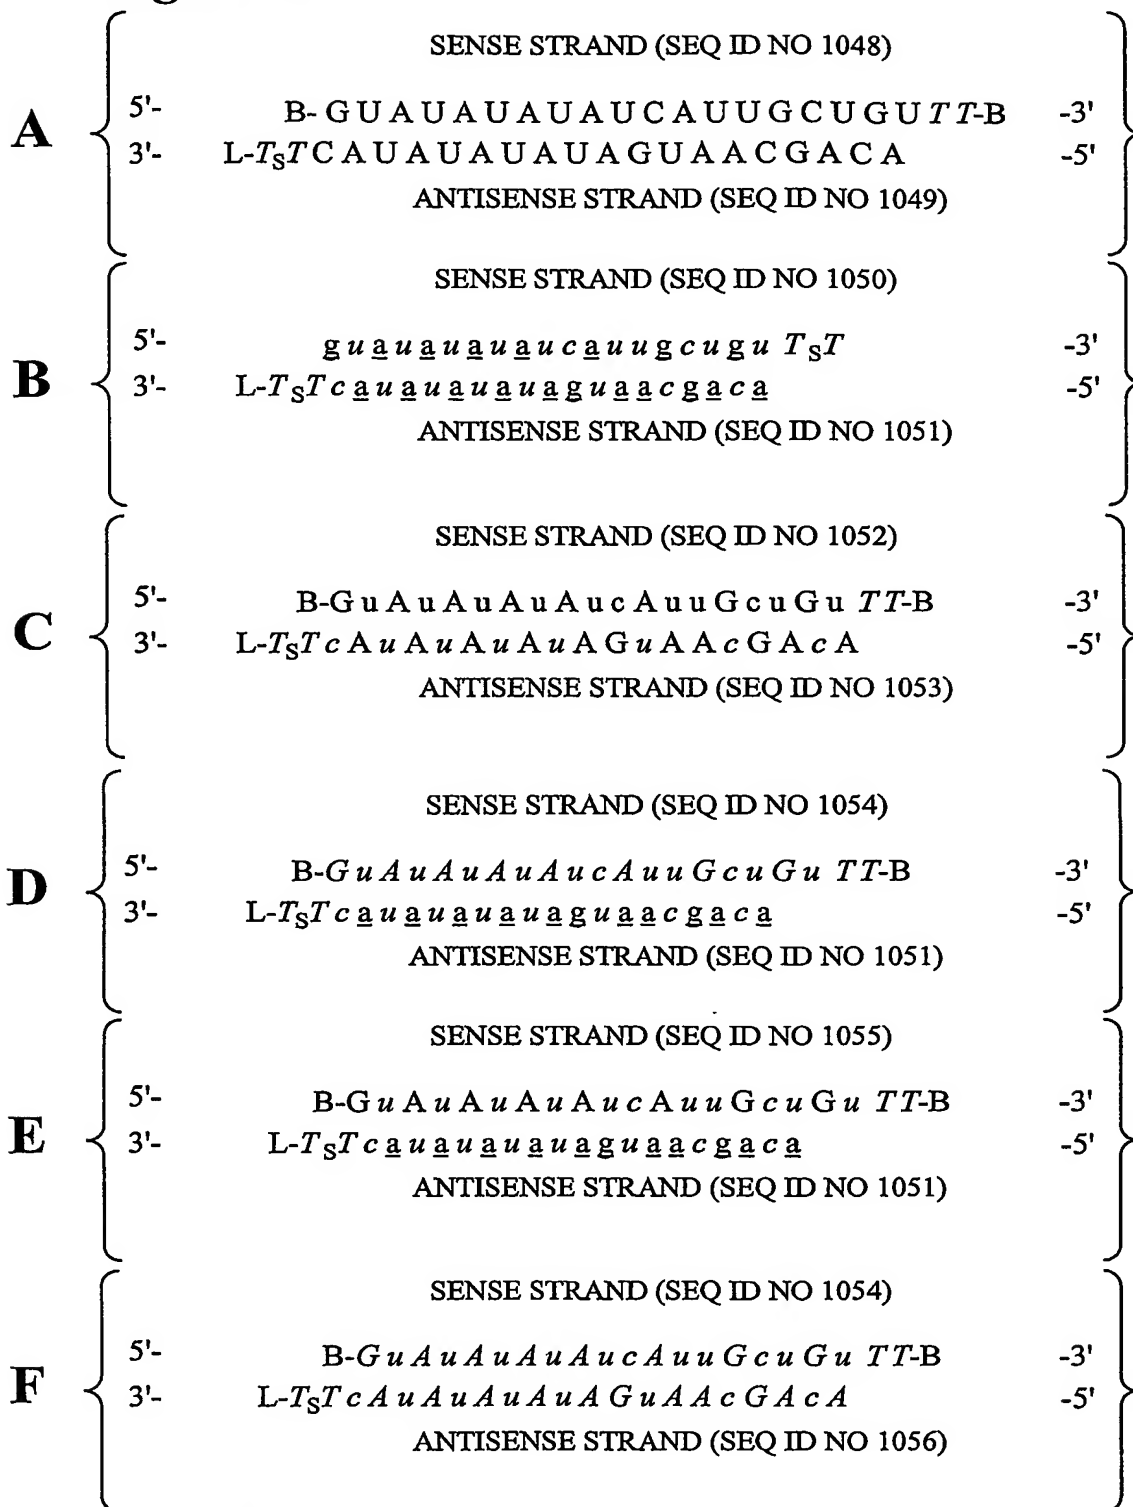 SENSE STRAND (SEQ ID NO 1048)
5'- B- G U A U A U A U A U C A U U G C U G U T T-B -3'
A
3'- L-TSTC A U A U A U A U A G U A A C G A C A -5'
ANTISENSE STRAND (SEQ ID NO 1049)
SENSE STRAND (SEQ ID NO 1050)
5'- g u a u a u a u a u c a u u g c u g u TST -3'
B
3'- L-TSTc a u a u a u a u a g u a a c g a c a -5'
ANTISENSE STRAND (SEQ ID NO 1051)
SENSE STRAND (SEQ ID NO 1052)
5'- B-G u A u A u A u A u c A u u G c u G u TT-B -3'
C
3'- L-TSTc A u A u A u A u A G u A A c G A c A -5'
ANTISENSE STRAND (SEQ ID NO 1053)
SENSE STRAND (SEQ ID NO 1054)
5'- B-G u A u A u A u A u c A u u G c u G u TT-B -3'
D
3'- L-TSTc a u a u a u a u a g u a a c g a c a -5'
ANTISENSE STRAND (SEQ ID NO 1051)
SENSE STRAND (SEQ ID NO 1055)
5'- B-G u A u A u A u A u c A u u G c u G u TT-B -3'
E
3'- L-TSTc a u a u a u a u a g u a a c g a c a -5'
ANTISENSE STRAND (SEQ ID NO 1051)
SENSE STRAND (SEQ ID NO 1054)
5'- B-G u A u A u A u A u c A u u G c u G u TT-B -3'
F
3'- L-TSTc A u A u A u A u A G u A A c G A c A -5'
ANTISENSE STRAND (SEQ ID NO 1056)